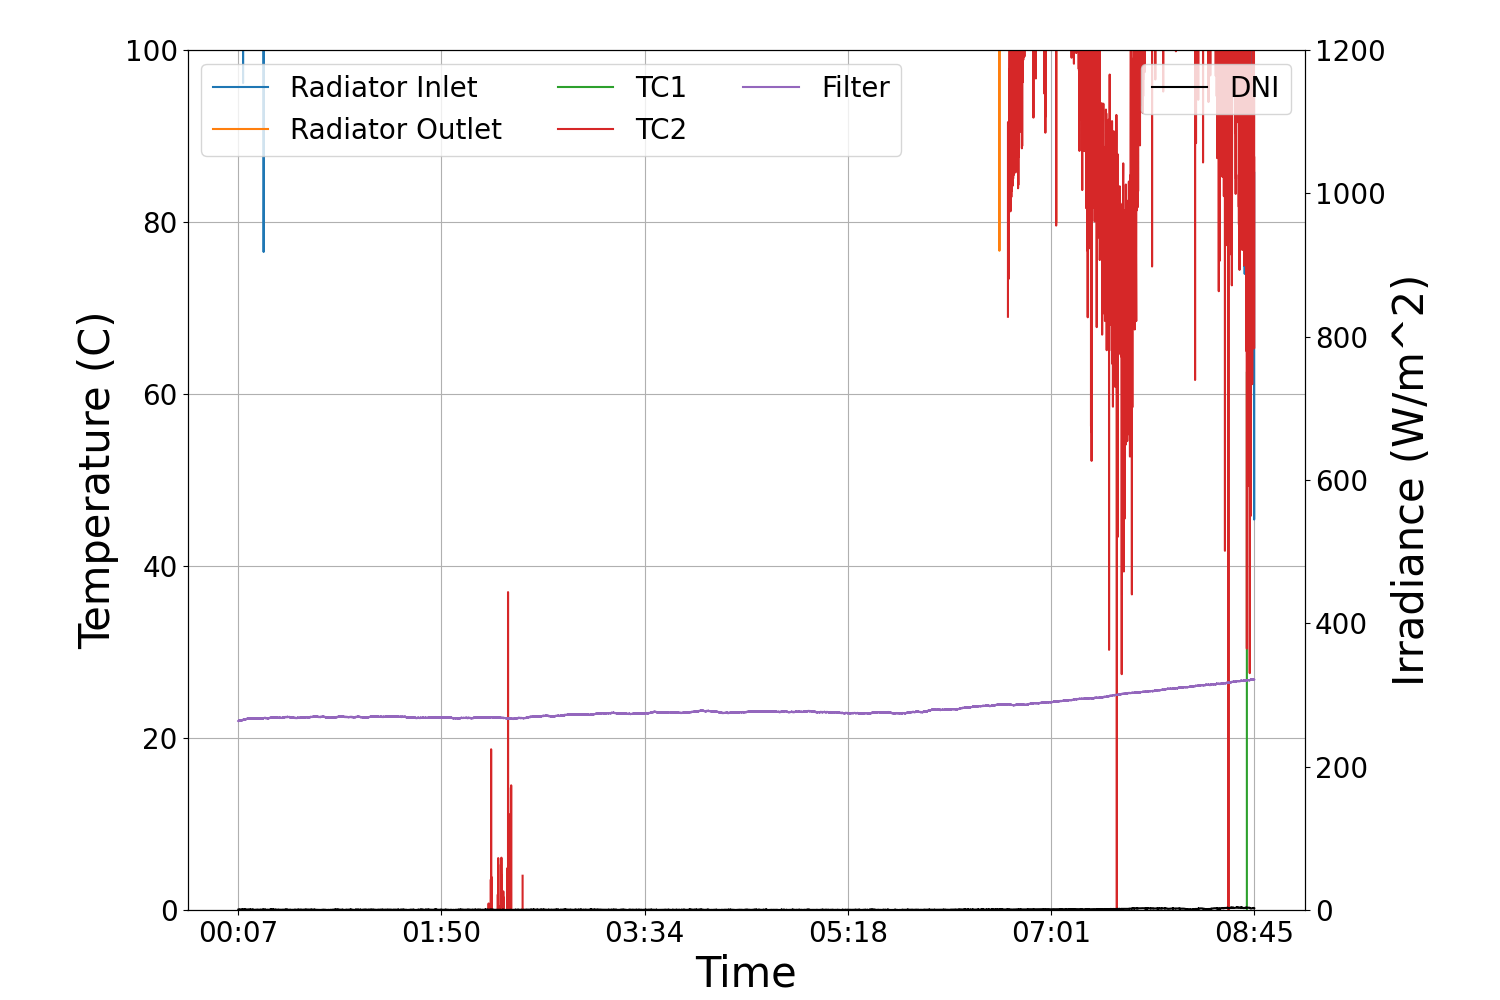 Radiator Inlet
Radiator Outlet
TC1
TC2
Filter
DNI
Temperature (C)
100
80
60
40
20
0
1200
1000
800
600
400
200
0
Irradiance (W/m^2)
00:07 01:50 03:34 05:18 07:01 08:45
Time